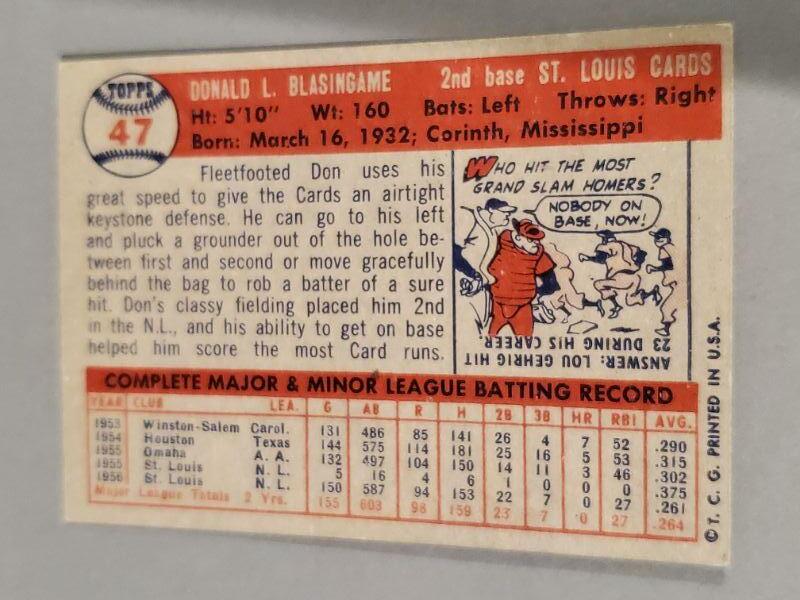 TOPPS
47
DONALD L. BLASINGAME 2nd base ST. LOUIS CARDS
Ht: 5'10" Wt: 160 Bats: Left Throws: Right
Born: March 16, 1932; Corinth, Mississippi
Fleetfooted Don uses his
great speed to give the Cards an airtight
keystone defense. He can go to his left
and pluck a grounder out of the hole be-
tween first and second or move gracefully
behind the bag to rob a batter of a sure
hit. Don's classy fielding placed him 2nd
in the N.L., and his ability to get on base
helped him score the most Card runs.
WHO HIT THE MOST
GRAND SLAM HOMERS?
NOBODY ON
BASE, NOW!
ANSWER: LOU GEHRIG HIT
23 DURING HIS CAREER.
COMPLETE MAJOR & MINOR LEAGUE BATTING RECORD
YEAR CLUB LEA. G AB R H 2B 3B HR RBI AVG.
1953 Winston-Salem Carol. 131 486 85 141 26 4 7 52 .290
1954 Houston Texas 144 575 114 181 25 16 5 53 .315
1955 Omaha A. A. 132 497 104 150 14 11 3 46 .302
1955 St. Louis N. L. 5 16 4 6 1 0 0 0 .375
1956 St. Louis N. L. 150 587 94 153 22 7 0 27 .261
Major League Totals 2 Yrs. 155 603 98 159 23 7 0 27 .264
© T. C. G. PRINTED IN U.S.A.